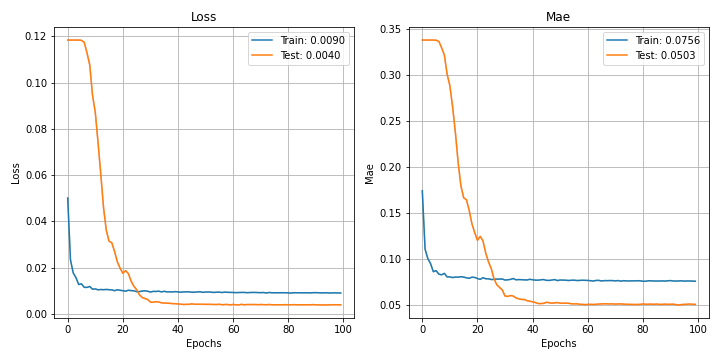 Loss
Train: 0.0090
Test: 0.0040
0.12
0.10
0.08
0.06
0.04
0.02
0.00
Loss
0 20 40 60 80 100
Epochs
Mae
Train: 0.0756
Test: 0.0503
0.35
0.30
0.25
0.20
0.15
0.10
0.05
Mae
0 20 40 60 80 100
Epochs